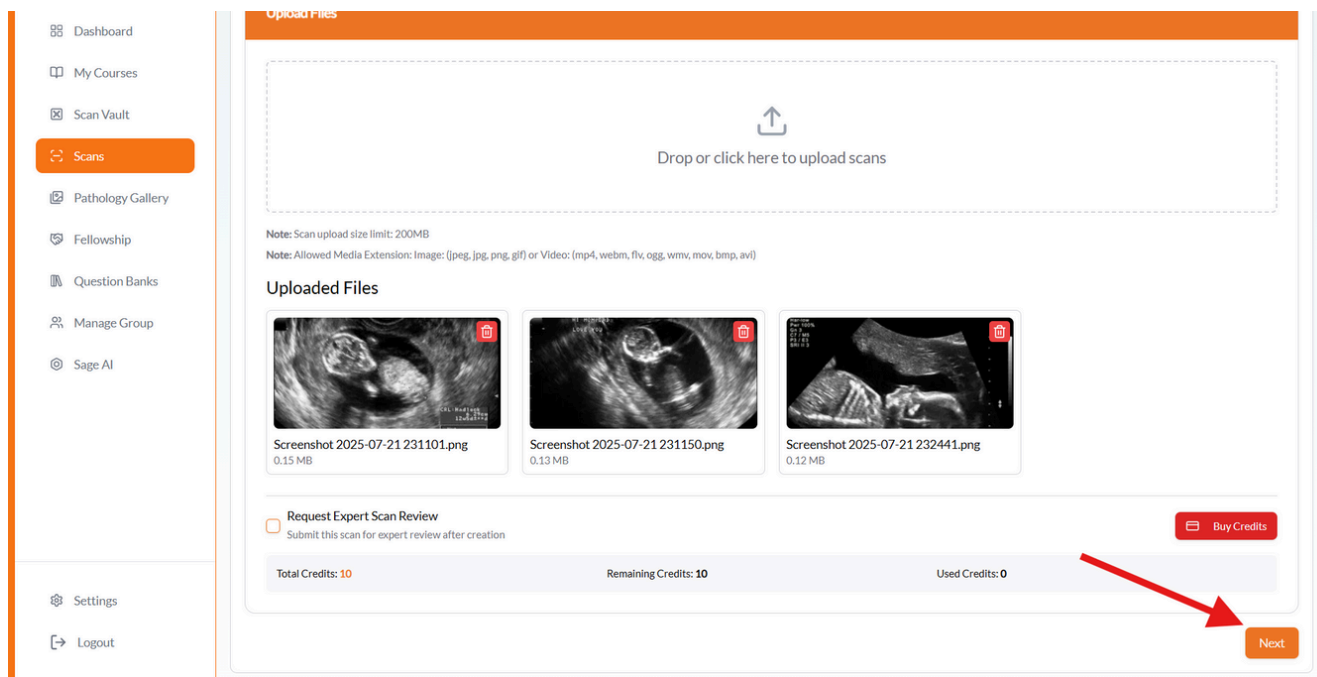 Dashboard
My Courses
Scan Vault
Scans
Pathology Gallery
Fellowship
Question Banks
Manage Group
Sage AI
Settings
Logout
Upload Files
Drop or click here to upload scans
Note: Scan upload size limit: 200MB
Note: Allowed Media Extension: Image: (jpeg, jpg, png, gif) or Video: (mp4, webm, flv, ogg, wmv, mov, bmp, avi)
Uploaded Files
Screenshot 2025-07-21 231101.png
0.15 MB
Screenshot 2025-07-21 231150.png
0.13 MB
Screenshot 2025-07-21 232441.png
0.12 MB
Request Expert Scan Review
Submit this scan for expert review after creation
Buy Credits
Total Credits: 10
Remaining Credits: 10
Used Credits: 0
Next